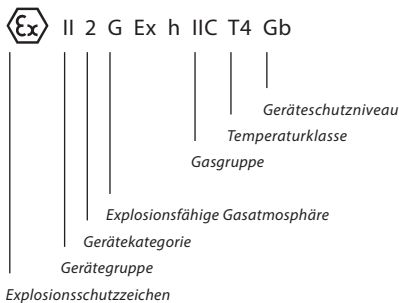 Ex II 2 G Ex h IIC T4 Gb
Geräteschutzniveau
Temperaturklasse
Gasgruppe
Explosionsfähige Gasatmosphäre
Gerätekategorie
Gerätegruppe
Explosionsschutzzeichen